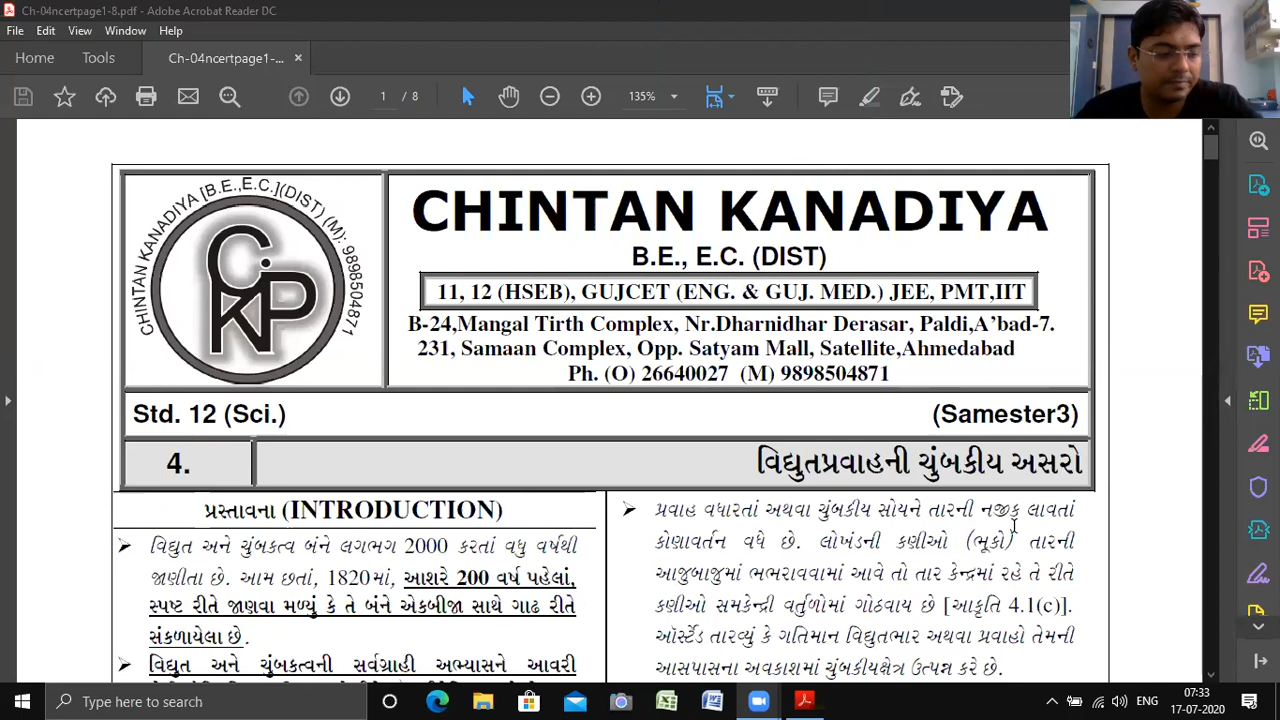 Ch-04ncertpage1-8.pdf - Adobe Acrobat Reader DC
File Edit View Window Help
Home Tools Ch-04ncertpage1-... ×
1 / 8 135%
CHINTAN KANADIYA [B.E.,E.C.](DIST) (M): 9898504871
CKP
CHINTAN KANADIYA
B.E., E.C. (DIST)
11, 12 (HSEB), GUJCET (ENG. & GUJ. MED.) JEE, PMT,IIT
B-24,Mangal Tirth Complex, Nr.Dharnidhar Derasar, Paldi,A'bad-7.
231, Samaan Complex, Opp. Satyam Mall, Satellite,Ahmedabad
Ph. (O) 26640027 (M) 9898504871
Std. 12 (Sci.) (Samester3)
4. વિદ્યુતપ્રવાહની ચુંબકીય અસરો
પ્રસ્તાવના (INTRODUCTION)
➢ વિદ્યુત અને ચુંબકત્વ બંને લગભગ 2000 કરતાં વધુ વર્ષથી
જાણીતા છે. આમ છતાં, 1820માં, આશરે 200 વર્ષ પહેલાં,
સ્પષ્ટ રીતે જાણવા મળ્યું કે તે બંને એકબીજા સાથે ગાઢ રીતે
સંકળાયેલા છે.
➢ વિદ્યુત અને ચુંબકત્વની સર્વગ્રાહી અભ્યાસને આવરી
➢ પ્રવાહ વધારતાં અથવા ચુંબકીય સોયને તારની નજીક લાવતાં
કોણાવર્તન વધે છે. લોખંડની કણીઓ (ભૂકો) તારની
આજુબાજુમાં ભભરાવવામાં આવે તો તાર કેન્દ્રમાં રહે તે રીતે
કણીઓ સમકેન્દ્રી વર્તુળોમાં ગોઠવાય છે [આકૃતિ 4.1(c)].
ઑર્સ્ટેડ તારવ્યું કે ગતિમાન વિદ્યુતભાર અથવા પ્રવાહો તેમની
આસપાસના અવકાશમાં ચુંબકીયક્ષેત્ર ઉત્પન્ન કરે છે.
Type here to search
ENG
07:33
17-07-2020